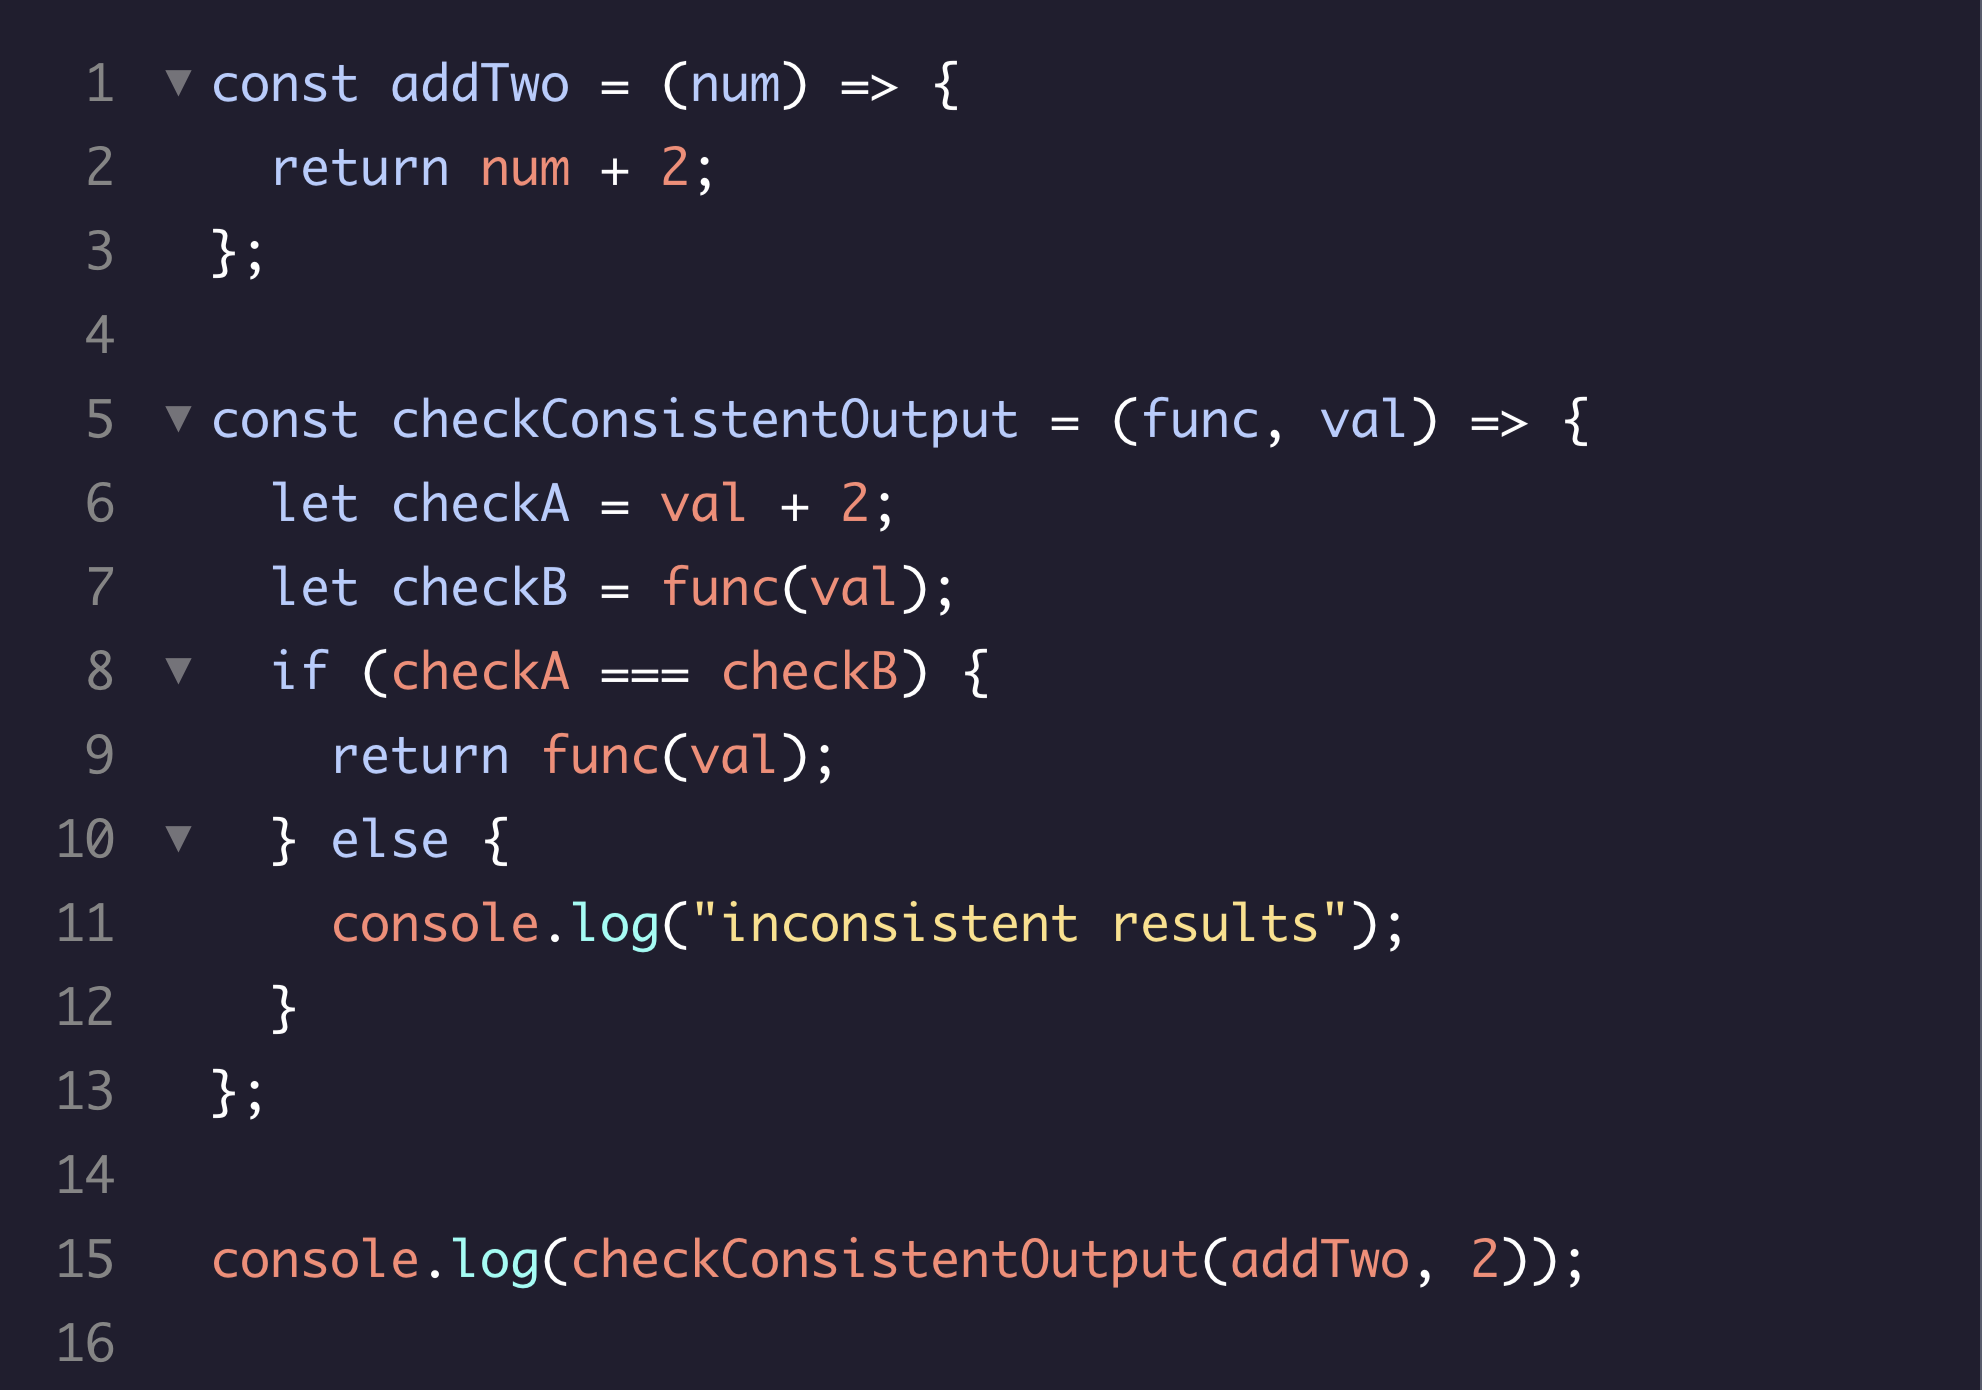 1 ▼ const addTwo = (num) => {
2 return num + 2;
3 };
4
5 ▼ const checkConsistentOutput = (func, val) => {
6 let checkA = val + 2;
7 let checkB = func(val);
8 ▼ if (checkA === checkB) {
9 return func(val);
10 ▼ } else {
11 console.log("inconsistent results");
12 }
13 };
14
15 console.log(checkConsistentOutput(addTwo, 2));
16